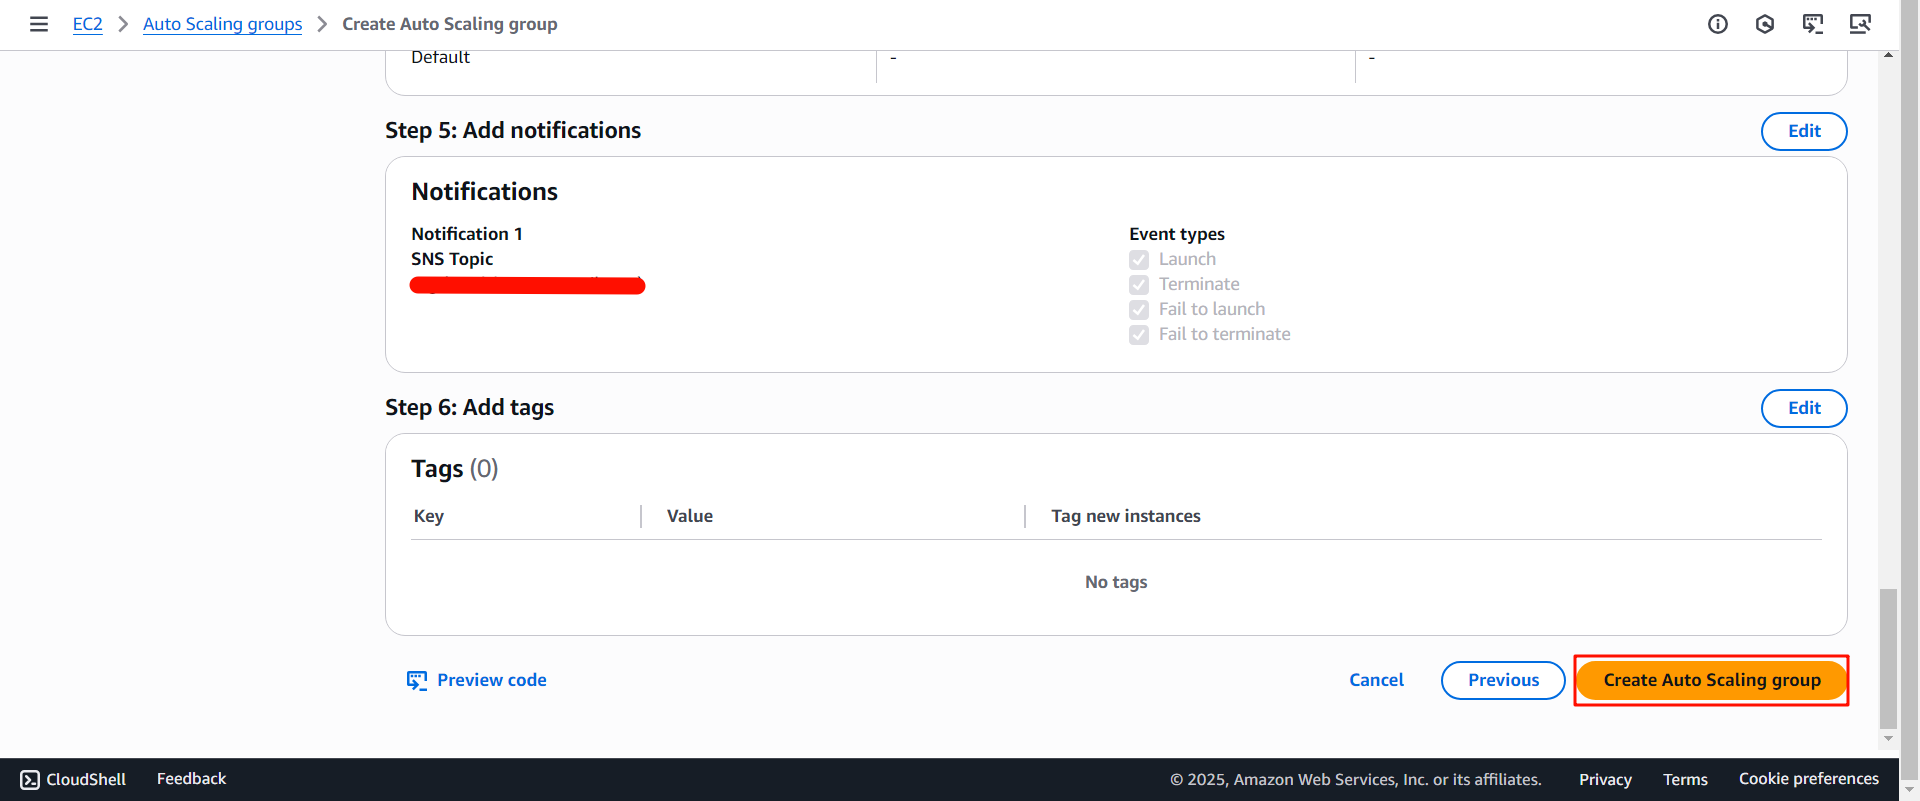 EC2 > Auto Scaling groups > Create Auto Scaling group
Default - -
Step 5: Add notifications Edit
Notifications
Notification 1
SNS Topic
Event types
Launch
Terminate
Fail to launch
Fail to terminate
Step 6: Add tags Edit
Tags (0)
Key Value Tag new instances
No tags
Preview code Cancel Previous Create Auto Scaling group
CloudShell Feedback © 2025, Amazon Web Services, Inc. or its affiliates. Privacy Terms Cookie preferences